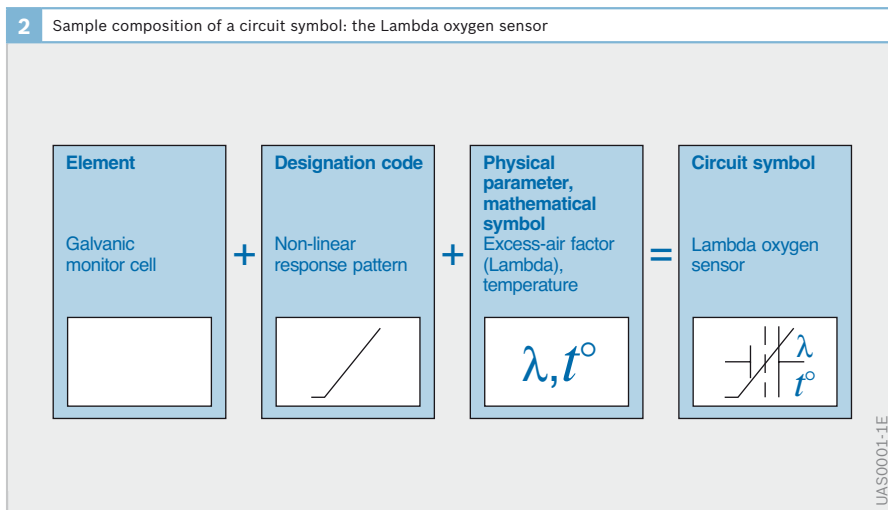 2 Sample composition of a circuit symbol: the Lambda oxygen sensor
Element
Galvanic
monitor cell
+
Designation code
Non-linear
response pattern
+
Physical
parameter,
mathematical
symbol
Excess-air factor
(Lambda),
temperature
λ,t°
=
Circuit symbol
Lambda oxygen
sensor
λ
t°
UAS0001-1E